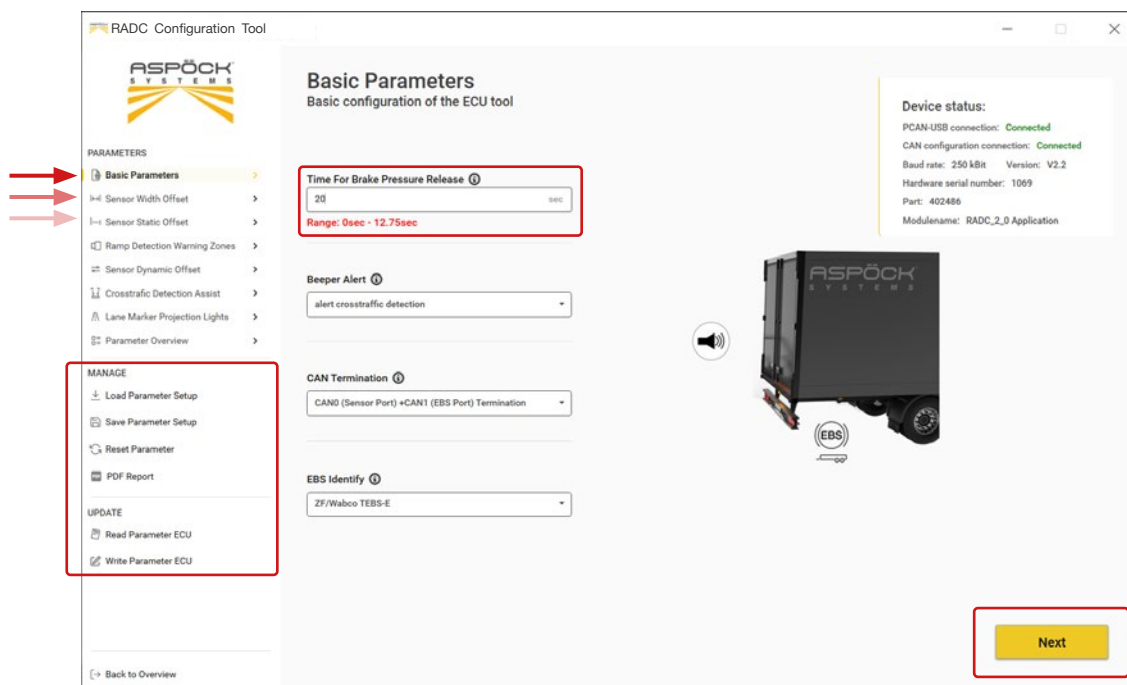 RADC Configuration Tool
ASPÖCK
SYSTEMS
PARAMETERS
Basic Parameters
Sensor Width Offset
Sensor Static Offset
Ramp Detection Warning Zones
Sensor Dynamic Offset
Crosstrafic Detection Assist
Lane Marker Projection Lights
Parameter Overview
MANAGE
Load Parameter Setup
Save Parameter Setup
Reset Parameter
PDF Report
UPDATE
Read Parameter ECU
Write Parameter ECU
Back to Overview
Basic Parameters
Basic configuration of the ECU tool
Time For Brake Pressure Release
20 sec
Range: 0sec - 12.75sec
Beeper Alert
alert crosstraffic detection
CAN Termination
CAN0 (Sensor Port) +CAN1 (EBS Port) Termination
EBS Identify
ZF/Wabco TEBS-E
Device status:
PCAN-USB connection: Connected
CAN configuration connection: Connected
Baud rate: 250 kBit Version: V2.2
Hardware serial number: 1069
Part: 402486
Modulename: RADC_2_0 Application
ASPÖCK
SYSTEMS
EBS
Next